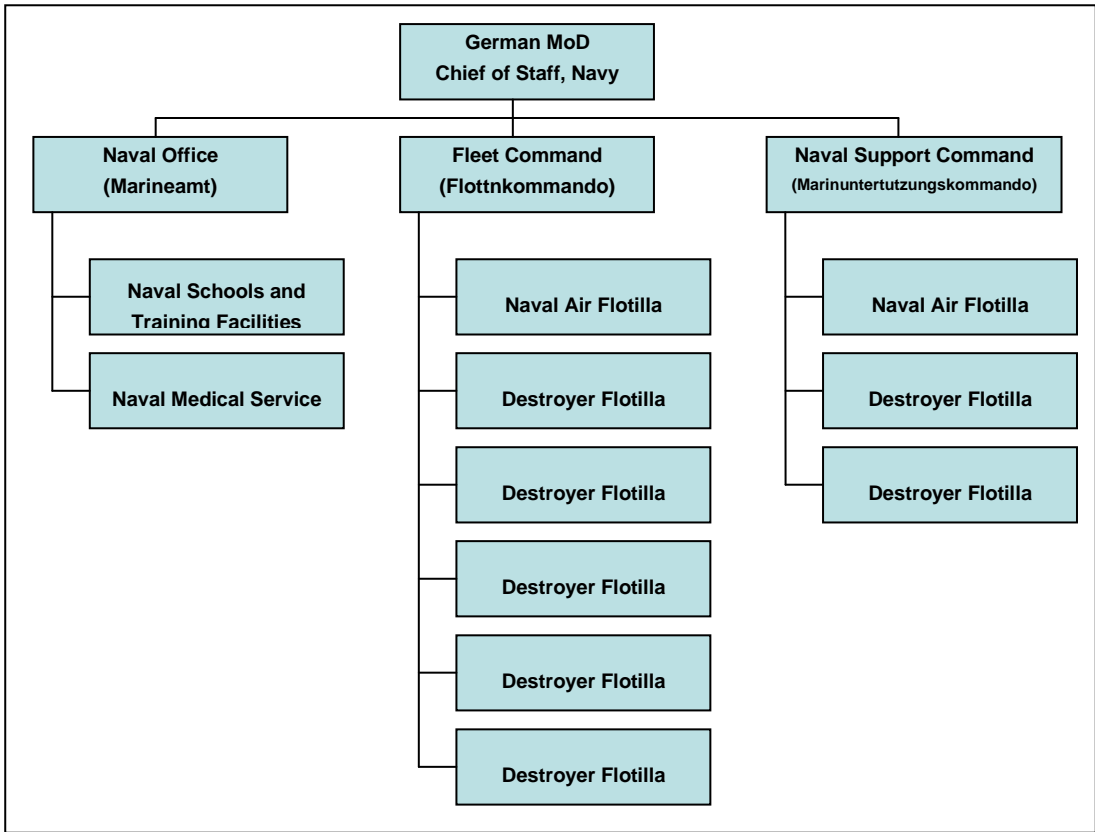 German MoD
Chief of Staff, Navy
Naval Office
(Marineamt)
Fleet Command
(Flottnkommando)
Naval Support Command
(Marinuntertutzungskommando)
Naval Schools and
Training Facilities
Naval Medical Service
Naval Air Flotilla
Destroyer Flotilla
Destroyer Flotilla
Destroyer Flotilla
Destroyer Flotilla
Destroyer Flotilla
Naval Air Flotilla
Destroyer Flotilla
Destroyer Flotilla